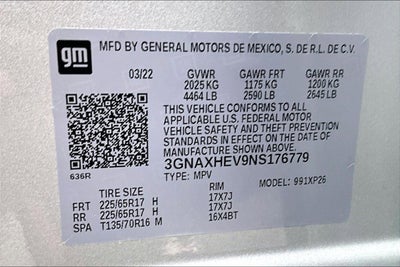 gm
MFD BY GENERAL MOTORS DE MEXICO, S. DE R.L. DE C.V.
03/22 GVWR GAWR FRT GAWR RR
2025 KG 1175 KG 1200 KG
4464 LB 2590 LB 2645 LB
THIS VEHICLE CONFORMS TO ALL
APPLICABLE U.S. FEDERAL MOTOR
VEHICLE SAFETY AND THEFT PREVENTION
STANDARDS IN EFFECT ON THE DATE OF
MANUFACTURE SHOWN ABOVE.
3GNAXHEV9NS176779
636R TYPE: MPV MODEL: 991XP26
TIRE SIZE RIM
FRT 225/65R17 H 17X7J
RR 225/65R17 H 17X7J
SPA T135/70R16 M 16X4BT